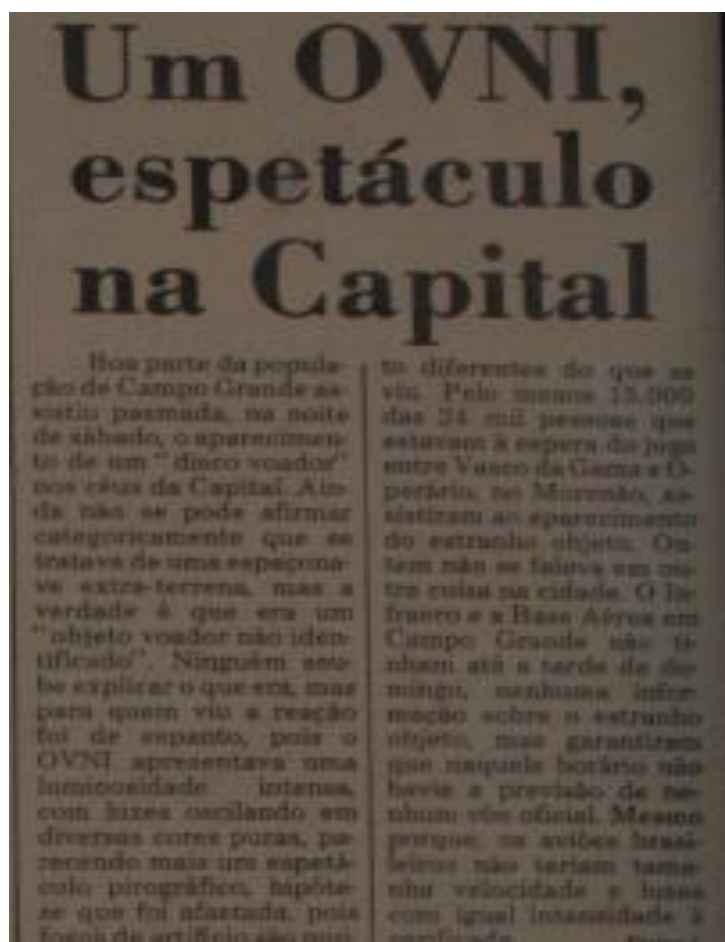 Um OVNI,
espetáculo
na Capital
Boa parte da popula-
ção de Campo Grande as-
sistiu pasmada, na noite
de sábado, o aparecimen-
to de um "disco voador"
nos céus da Capital. Ain-
da não se pode afirmar
categoricamente que se
tratava de uma espaçona-
ve extra-terrena, mas a
verdade é que era um
"objeto voador não iden-
tificado". Ninguém sou-
be explicar o que era, mas
para quem viu a reação
foi de espanto, pois o
OVNI apresentava uma
luminosidade intensa,
com luzes oscilando em
diversas cores puras, pa-
recendo mais um espetá-
culo pirográfico, hipóte-
se que foi afastada, pois
fogos de artifício são mui-
to diferentes do que se
viu. Pelo menos 15.000
das 24 mil pessoas que
estavam à espera do jogo
entre Vasco da Gama e O-
perário, no Morenão, as-
sistiram ao aparecimento
do estranho objeto. On-
tem não se falava em ou-
tra coisa na cidade. O In-
fraero e a Base Aérea em
Campo Grande não ti-
nham até a tarde de do-
mingo, nenhuma infor-
mação sobre o estranho
objeto, mas garantiram
que naquele horário não
havia a previsão de ne-
nhum vôo oficial. Mesmo
porque, os aviões brasi-
leiros não teriam tama-
nha velocidade e luzes
com igual intensidade à